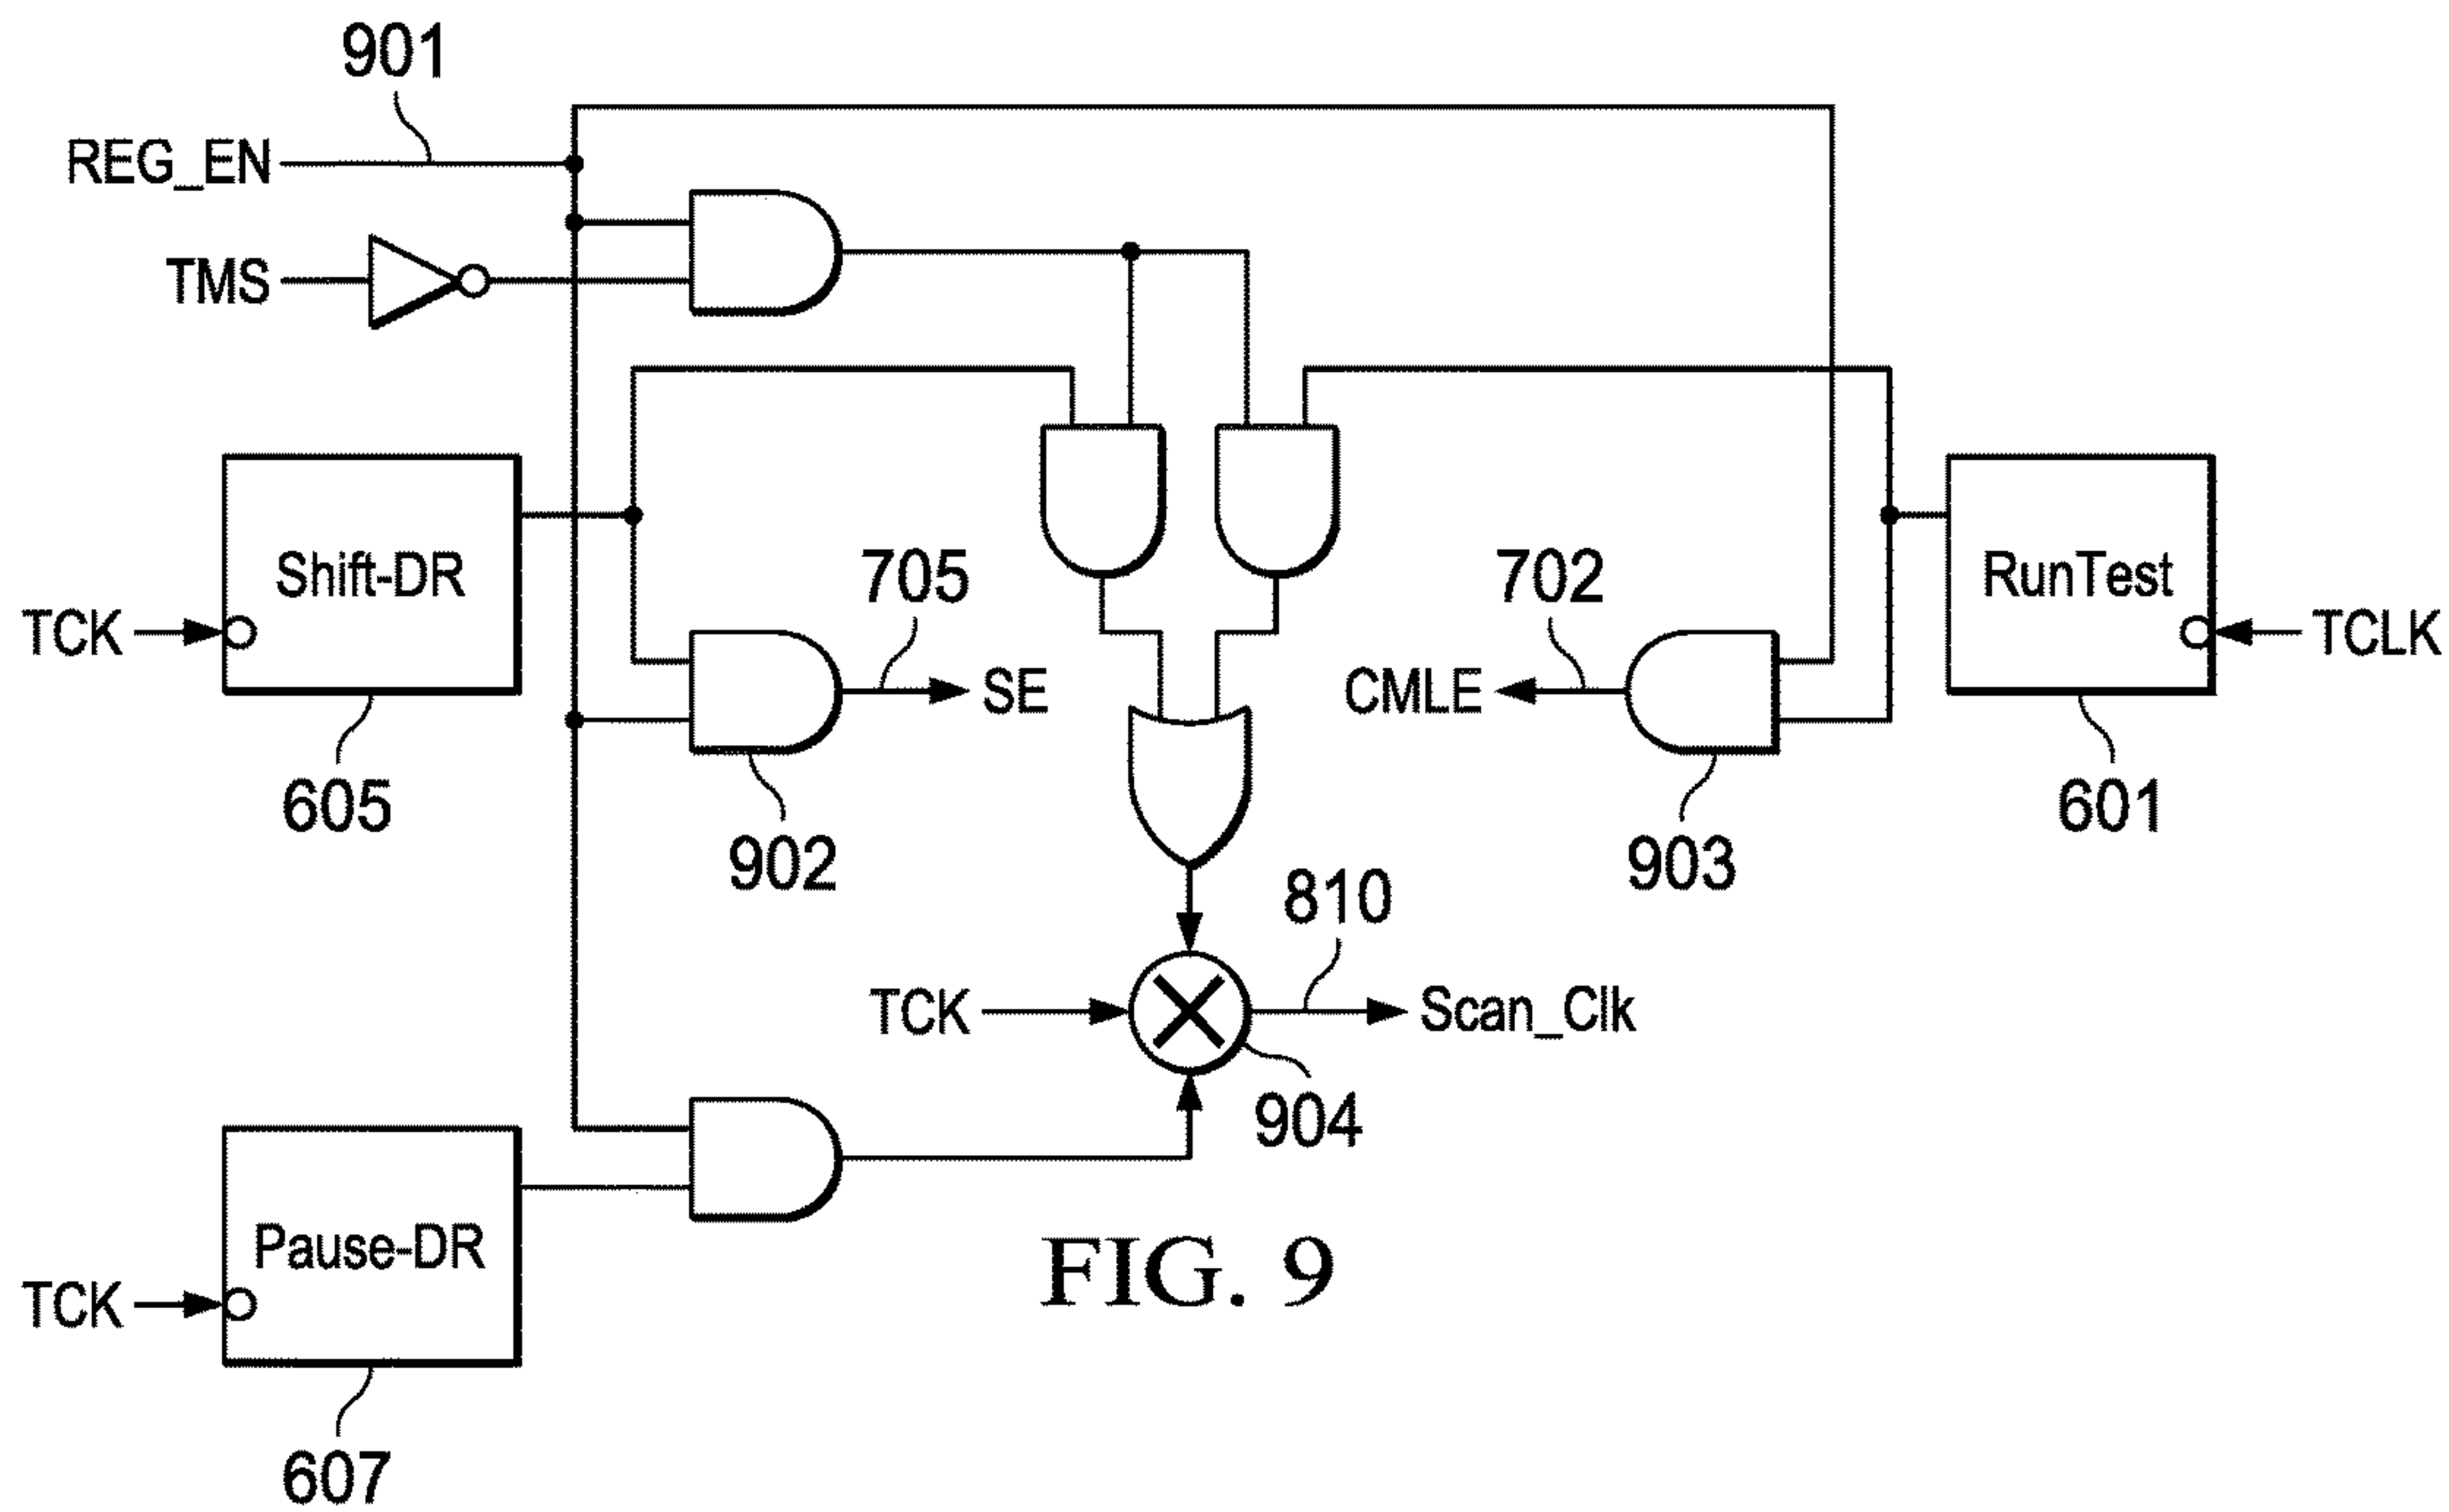 901
REG_EN
TMS
Shift-DR
TCK
605
705
SE
902
702
CMLE
903
RunTest
TCLK
601
810
TCK
Scan_Clk
904
Pause-DR
TCK
607
FIG. 9